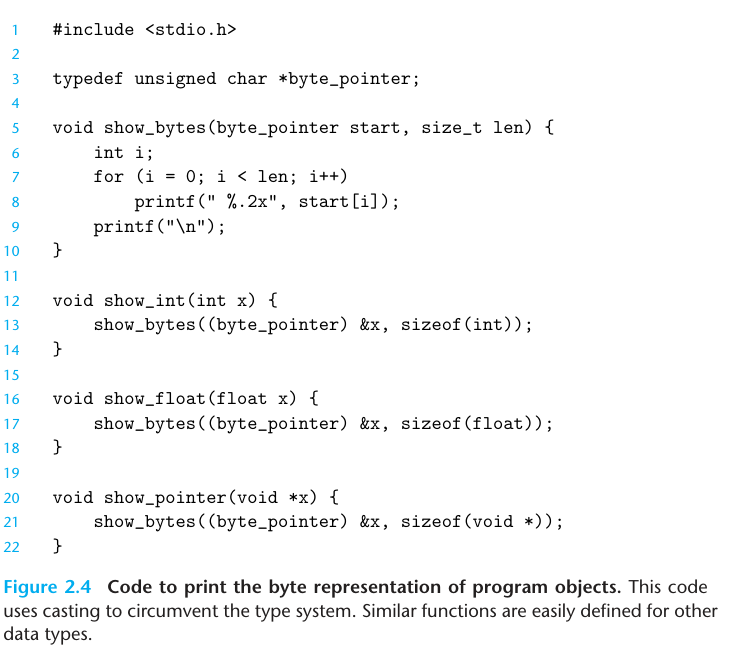 1 #include <stdio.h>
2
3 typedef unsigned char *byte_pointer;
4
5 void show_bytes(byte_pointer start, size_t len) {
6     int i;
7     for (i = 0; i < len; i++)
8         printf(" %.2x", start[i]);
9     printf("\n");
10 }
11
12 void show_int(int x) {
13     show_bytes((byte_pointer) &x, sizeof(int));
14 }
15
16 void show_float(float x) {
17     show_bytes((byte_pointer) &x, sizeof(float));
18 }
19
20 void show_pointer(void *x) {
21     show_bytes((byte_pointer) &x, sizeof(void *));
22 }
Figure 2.4 Code to print the byte representation of program objects. This code
uses casting to circumvent the type system. Similar functions are easily defined for other
data types.